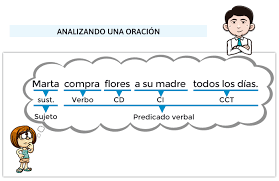 ANALIZANDO UNA ORACIÓN
Marta compra flores a su madre todos los días.
sust. Verbo CD CI CCT
Sujeto Predicado verbal